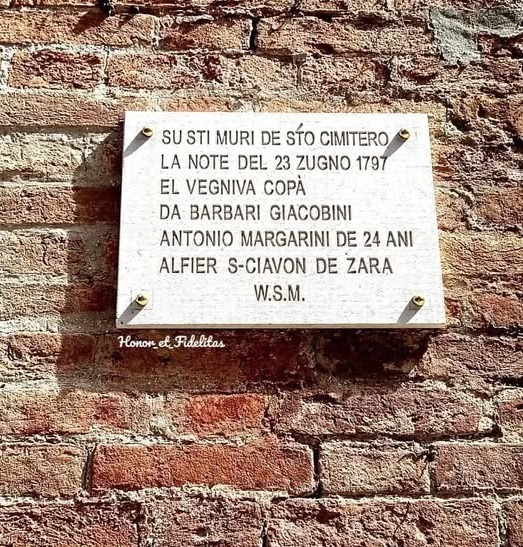 SU STI MURI DE STO CIMITERO
LA NOTE DEL 23 ZUGNO 1797
EL VEGNIVA COPÀ
DA BARBARI GIACOBINI
ANTONIO MARGARINI DE 24 ANI
ALFIER S-CIAVON DE ZARA
W.S.M.
Honor et Fidelitas